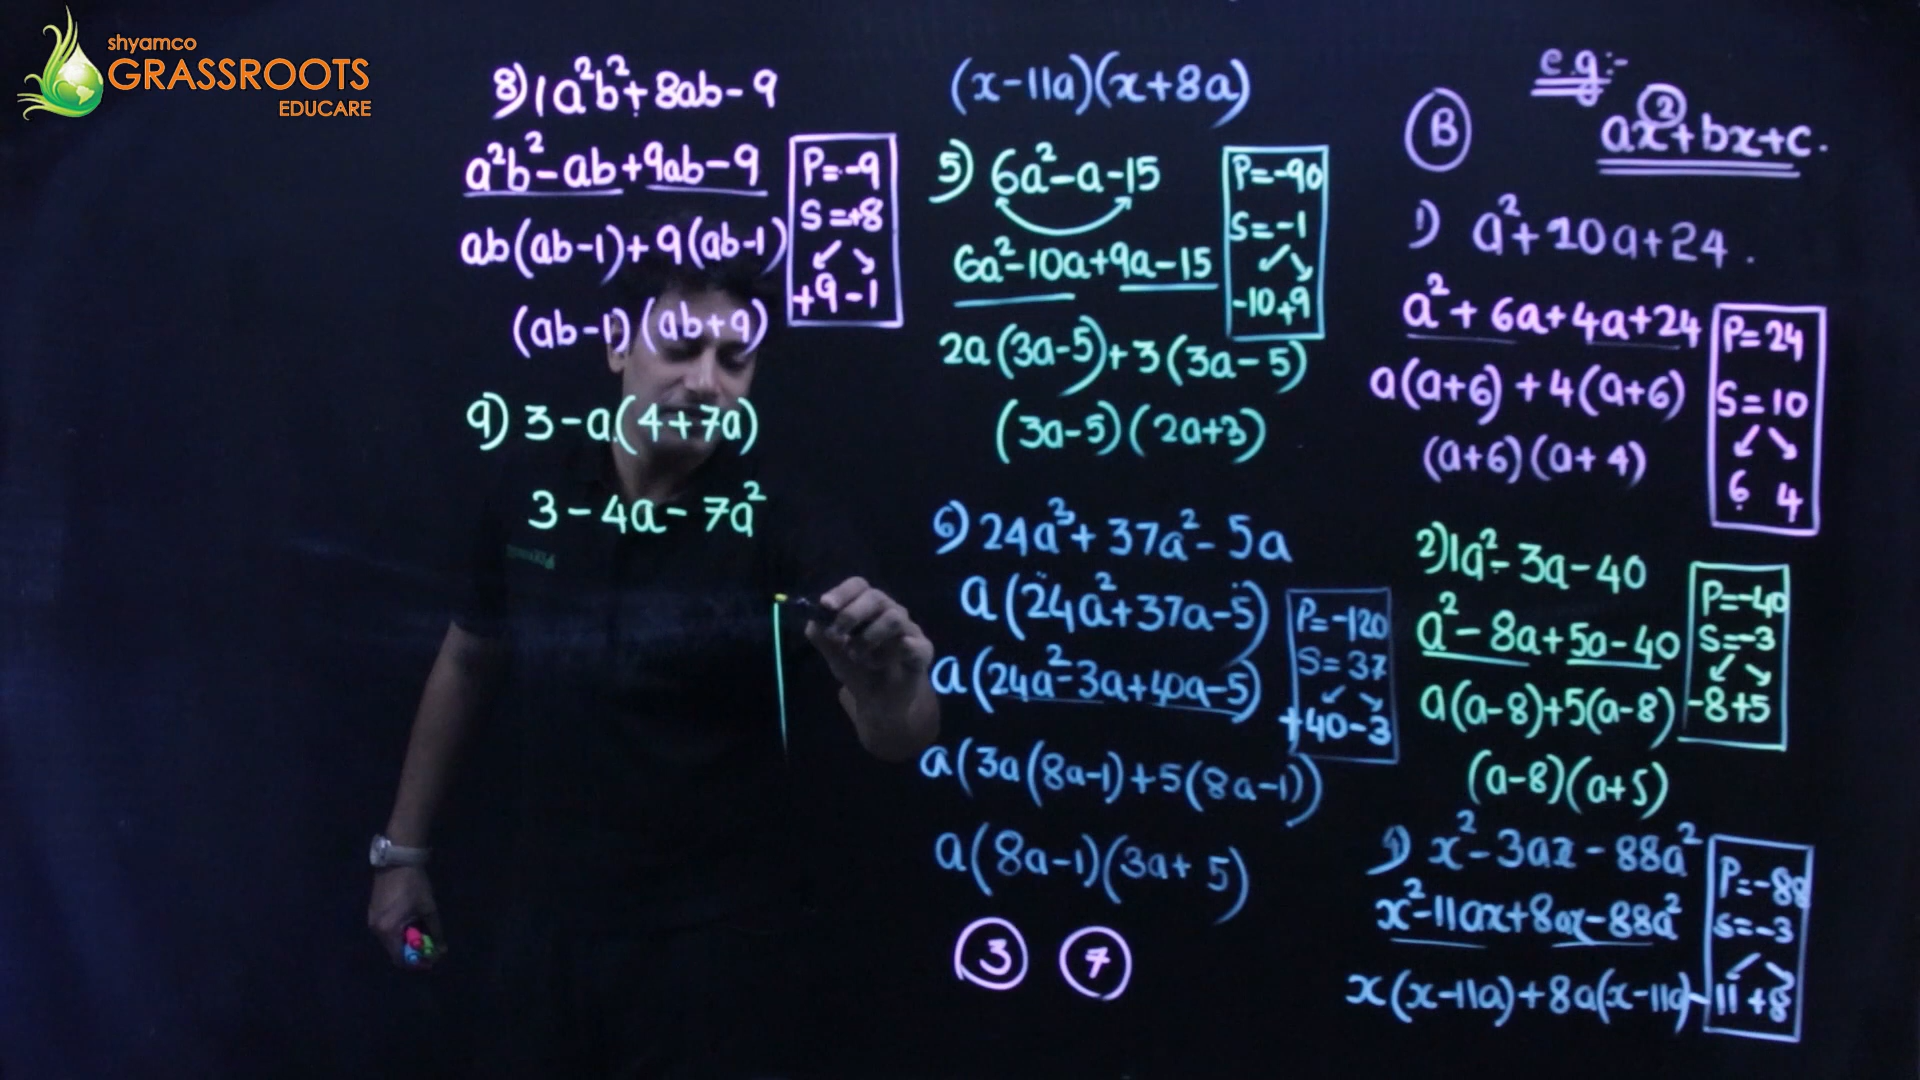 shyamco
GRASSROOTS
EDUCARE
8) 1a²b²+8ab-9
a²b²-ab+9ab-9
ab(ab-1)+9(ab-1)
(ab-1)(ab+9)
P=-9
S=+8
↙ ↘
+9 -1
9) 3-a(4+7a)
3-4a-7a²
(x-11a)(x+8a)
5) 6a²-a-15
6a²-10a+9a-15
2a(3a-5)+3(3a-5)
(3a-5)(2a+3)
P=-90
S=-1
↙ ↘
-10+9
6) 24a³+37a²-5a
a(24a²+37a-5)
a(24a²-3a+40a-5)
a(3a(8a-1)+5(8a-1))
a(8a-1)(3a+5)
P=-120
S=37
↙ ↘
+40-3
3 7
e.g:-
B ax²+bx+c.
1) a²+10a+24.
a²+6a+4a+24
a(a+6)+4(a+6)
(a+6)(a+4)
P=24
S=10
↙ ↘
6 4
2) 1a²-3a-40
a²-8a+5a-40
a(a-8)+5(a-8)
(a-8)(a+5)
P=-40
S=-3
↙ ↘
-8+5
4) x²-3ax-88a²
x²-11ax+8ax-88a²
x(x-11a)+8a(x-11a)
P=-88
S=-3
↙ ↘
-11 +8